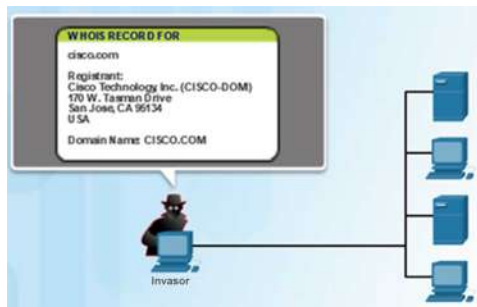 WHOIS RECORD FOR
cisco.com
Registrant:
Cisco Technology, Inc. (CISCO-DOM)
170 W. Tasman Drive
San Jose, CA 95134
USA
Domain Name: CISCO.COM
Invasor